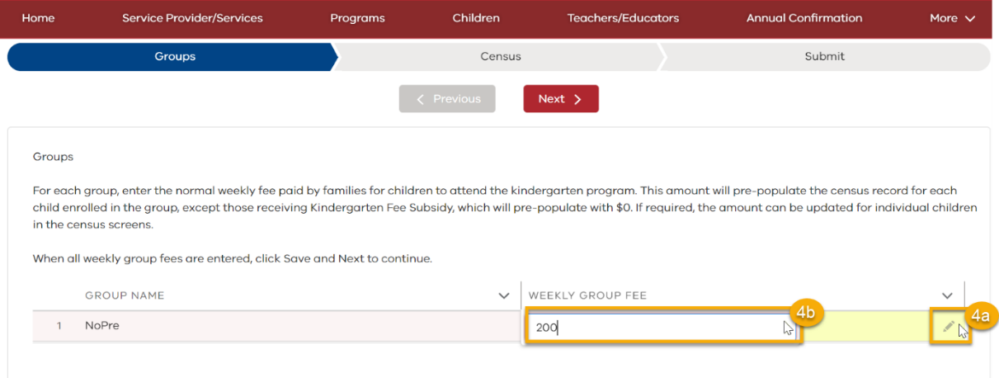 Home Service Provider/Services Programs Children Teachers/Educators Annual Confirmation More
Groups Census Submit
Previous Next
Groups
For each group, enter the normal weekly fee paid by families for children to attend the kindergarten program. This amount will pre-populate the census record for each
child enrolled in the group, except those receiving Kindergarten Fee Subsidy, which will pre-populate with $0. If required, the amount can be updated for individual children
in the census screens.
When all weekly group fees are entered, click Save and Next to continue.
GROUP NAME WEEKLY GROUP FEE
1 NoPre 200 4b 4a